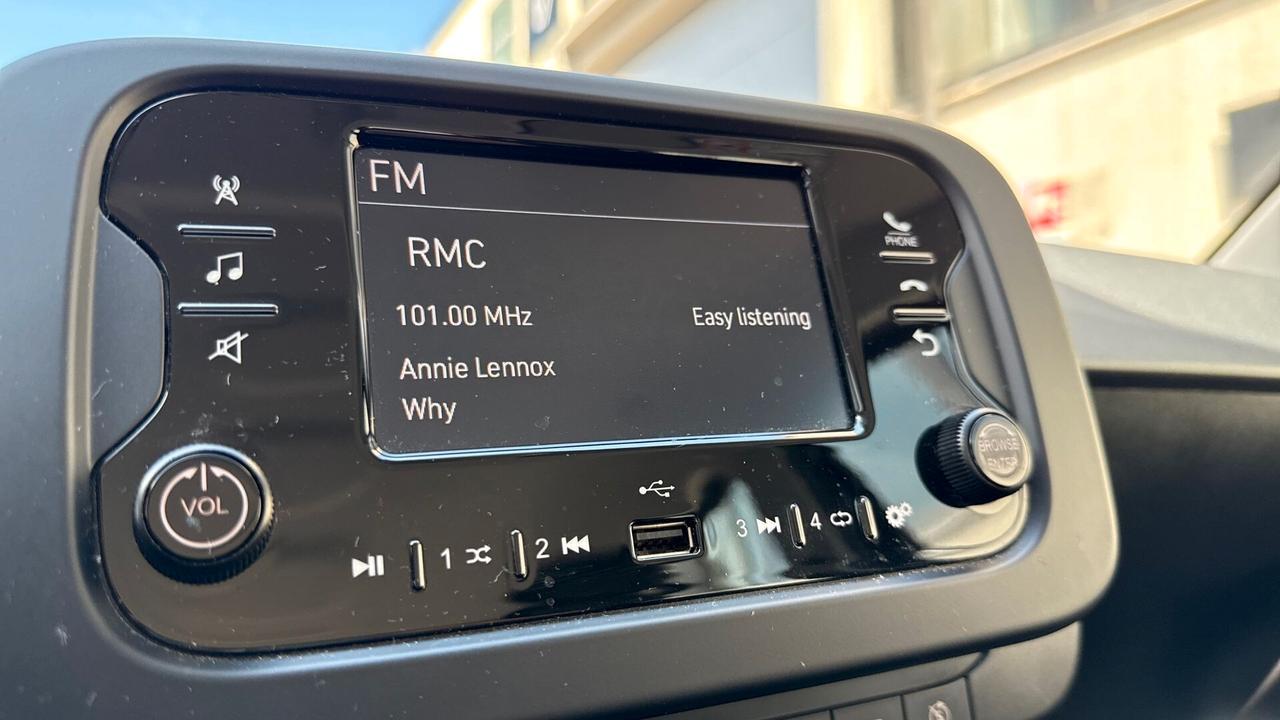 FM
RMC
101.00 MHz
Easy listening
Annie Lennox
Why
PHONE
VOL
BROWSE
ENTER
1
2
3
4